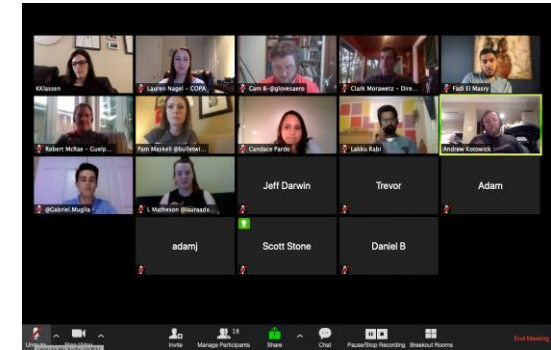 KKlassen
Lauren Nagel - COPA
Cam B-@glovesaero
Clark Morawetz - Dire...
Fadi El Masry
Robert McRae - Guelp...
Pam Maskell @bulletwi...
Candace Pardo
Lakku Rabi
Andrew Kotowick
@Gabriel.Muglia
L Matheson @lauraada...
Jeff Darwin
Trevor
Adam
adamj
Scott Stone
Daniel B
Invite
Manage Participants
18
Share
Chat
Pause/Stop Recording
Breakout Rooms
End Meeting